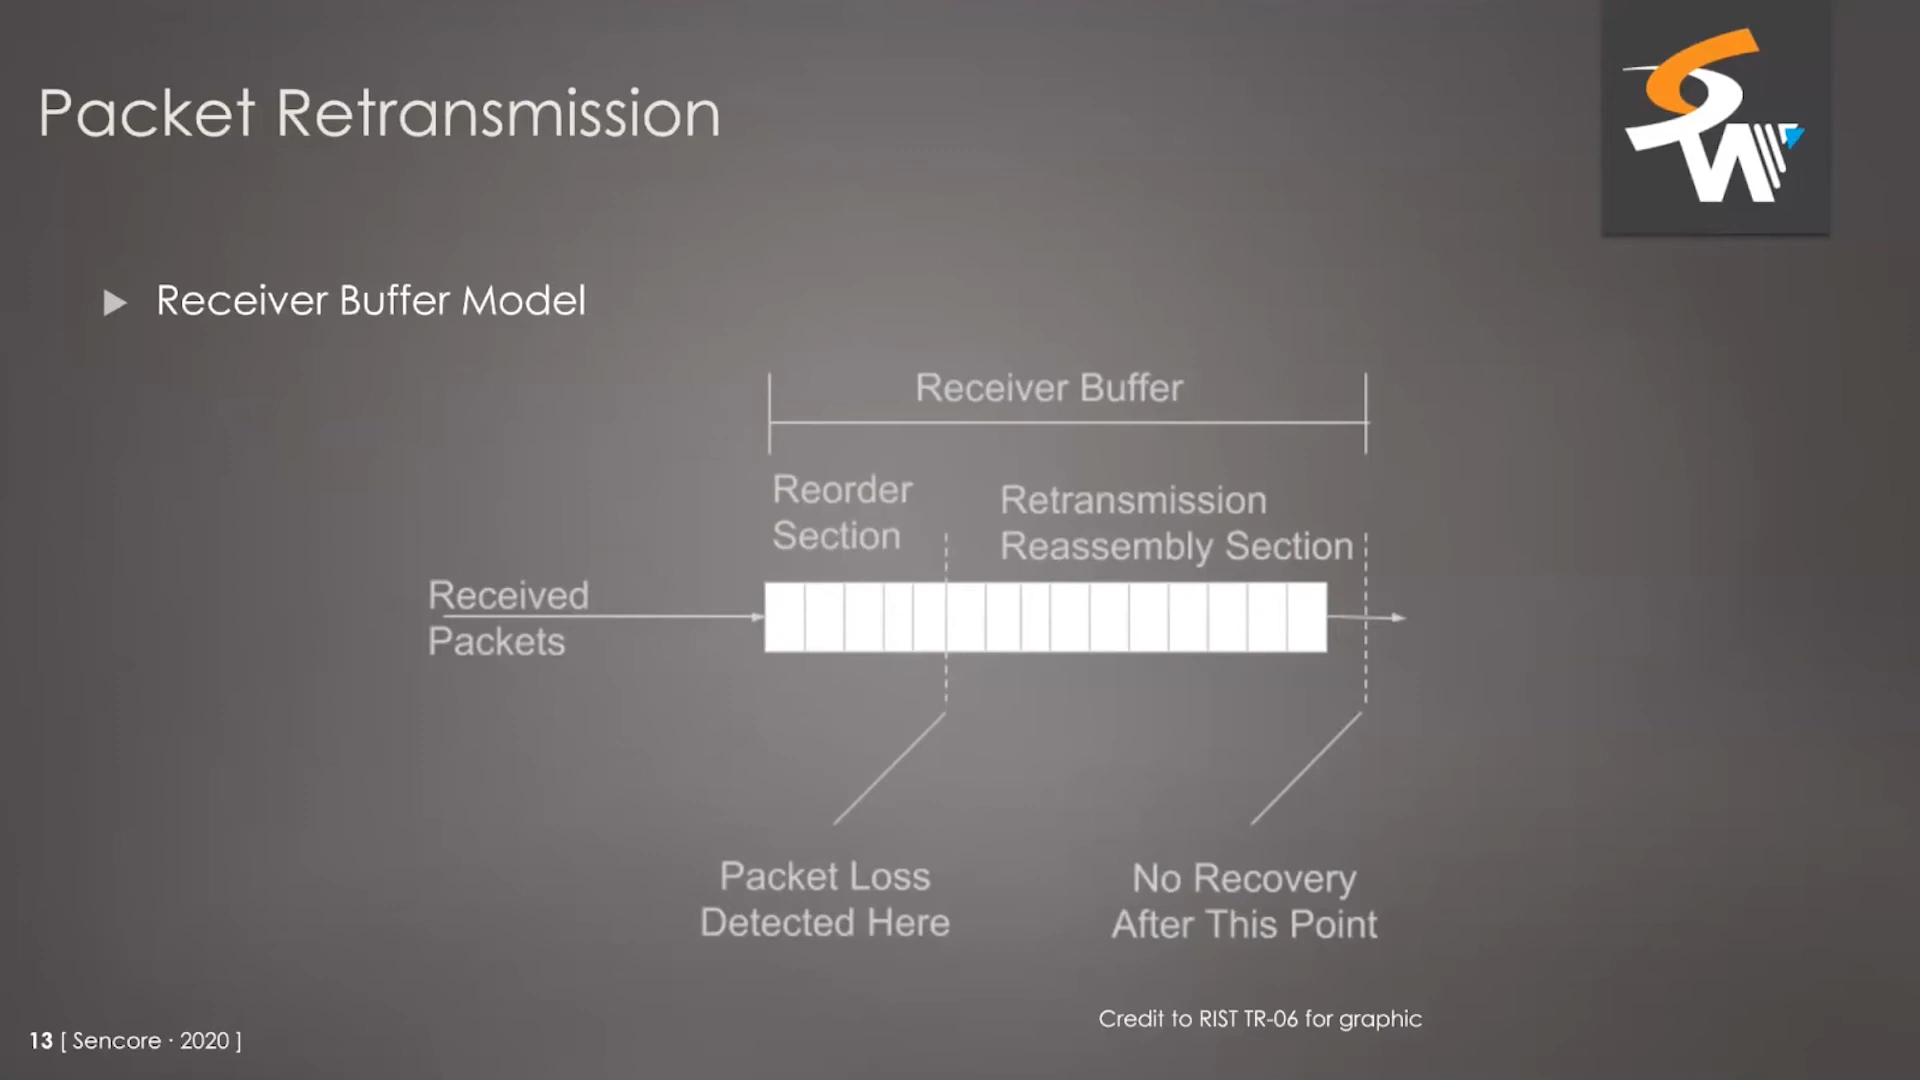 Packet Retransmission
Receiver Buffer Model
Receiver Buffer
Reorder
Section
Retransmission
Reassembly Section
Received
Packets
Packet Loss
Detected Here
No Recovery
After This Point
Credit to RIST TR-06 for graphic
13 [ Sencore · 2020 ]